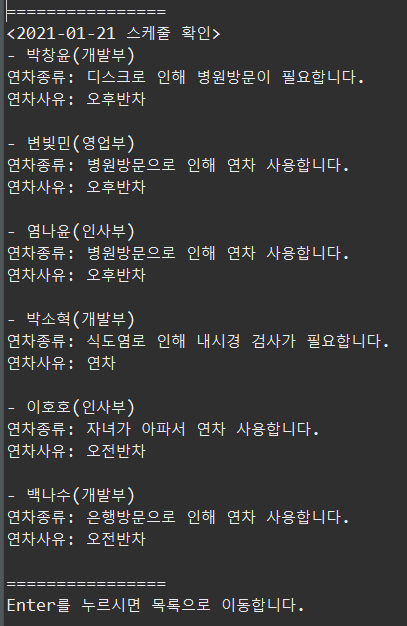 ================
<2021-01-21 스케줄 확인>
- 박창윤(개발부)
연차종류: 디스크로 인해 병원방문이 필요합니다.
연차사유: 오후반차
- 변빛민(영업부)
연차종류: 병원방문으로 인해 연차 사용합니다.
연차사유: 오후반차
- 염나윤(인사부)
연차종류: 병원방문으로 인해 연차 사용합니다.
연차사유: 오후반차
- 박소혁(개발부)
연차종류: 식도염로 인해 내시경 검사가 필요합니다.
연차사유: 연차
- 이호호(인사부)
연차종류: 자녀가 아파서 연차 사용합니다.
연차사유: 오전반차
- 백나수(개발부)
연차종류: 은행방문으로 인해 연차 사용합니다.
연차사유: 오전반차
================
Enter를 누르시면 목록으로 이동합니다.